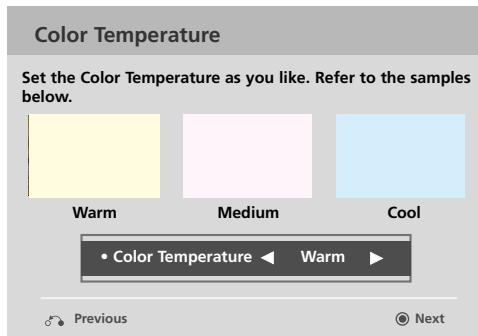 Color Temperature
Set the Color Temperature as you like. Refer to the samples
below.
Warm Medium Cool
• Color Temperature ◀ Warm ▶
Previous Next